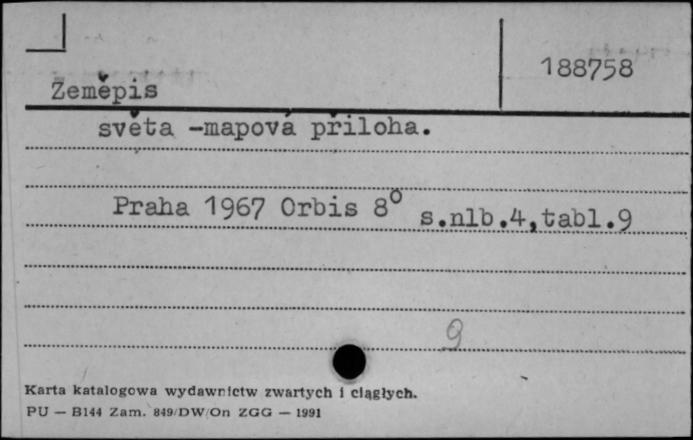 188758
Zeměpis
světa -mapová příloha.
Praha 1967 Orbis 8° s.nlb.4,tabl.9
9
Karta katalogowa wydawnictw zwartych i ciągłych.
PU — B144 Zam. 849/DW/On ZGG — 1991